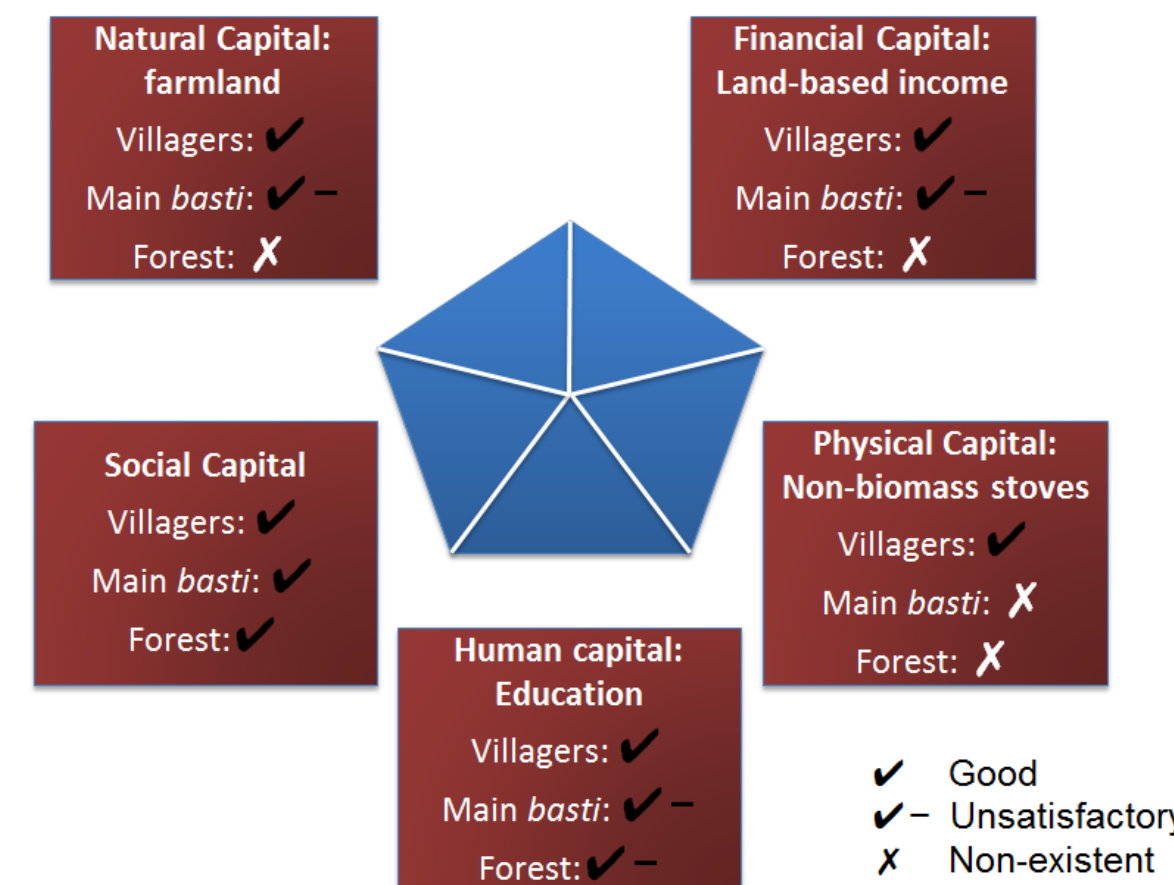 Natural Capital:
farmland
Villagers: ✔
Main basti: ✔ –
Forest: ✗
Financial Capital:
Land-based income
Villagers: ✔
Main basti: ✔ –
Forest: ✗
Social Capital
Villagers: ✔
Main basti: ✔
Forest: ✔
Physical Capital:
Non-biomass stoves
Villagers: ✔
Main basti: ✗
Forest: ✗
Human capital:
Education
Villagers: ✔
Main basti: ✔ –
Forest: ✔ –
✔ Good
✔ – Unsatisfactory
✗ Non-existent